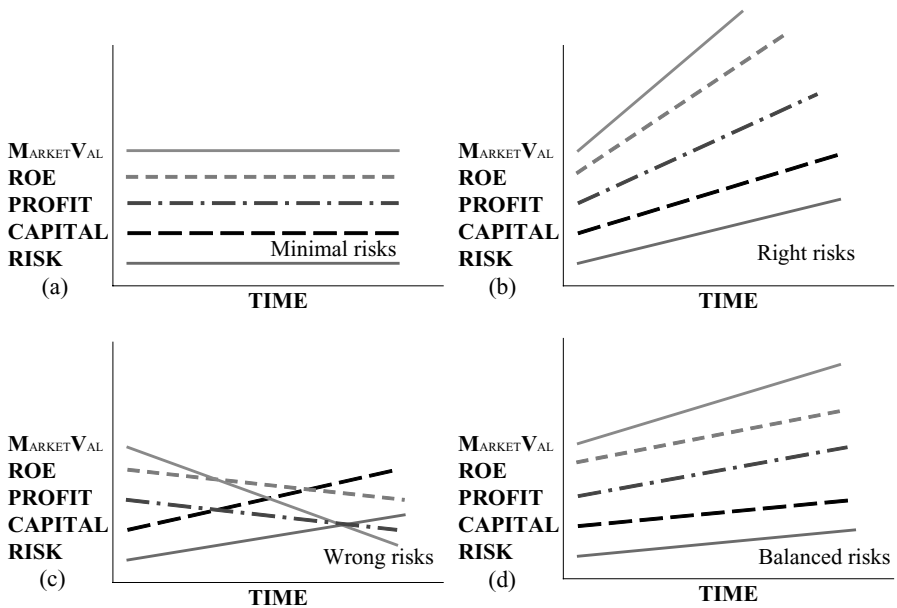 MARKETVAL
ROE
PROFIT
CAPITAL
RISK
Minimal risks
(a)
TIME
MARKETVAL
ROE
PROFIT
CAPITAL
RISK
Right risks
(b)
TIME
MARKETVAL
ROE
PROFIT
CAPITAL
RISK
Wrong risks
(c)
TIME
MARKETVAL
ROE
PROFIT
CAPITAL
RISK
Balanced risks
(d)
TIME